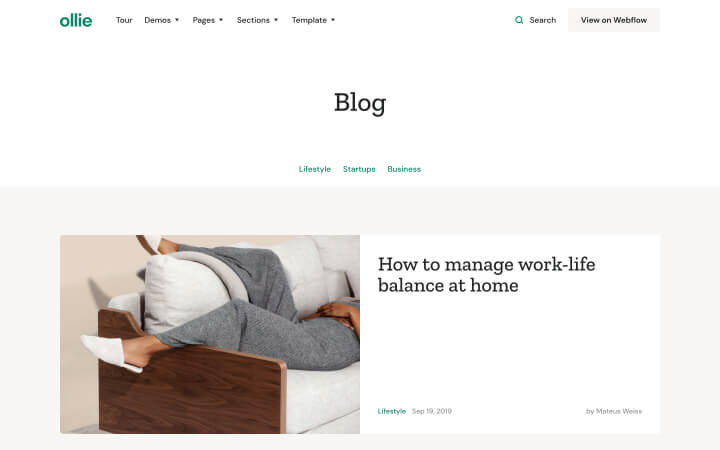 ollie
Tour Demos Pages Sections Template Search View on Webflow
Blog
Lifestyle Startups Business
How to manage work-life
balance at home
Lifestyle Sep 19, 2019 by Mateus Weiss